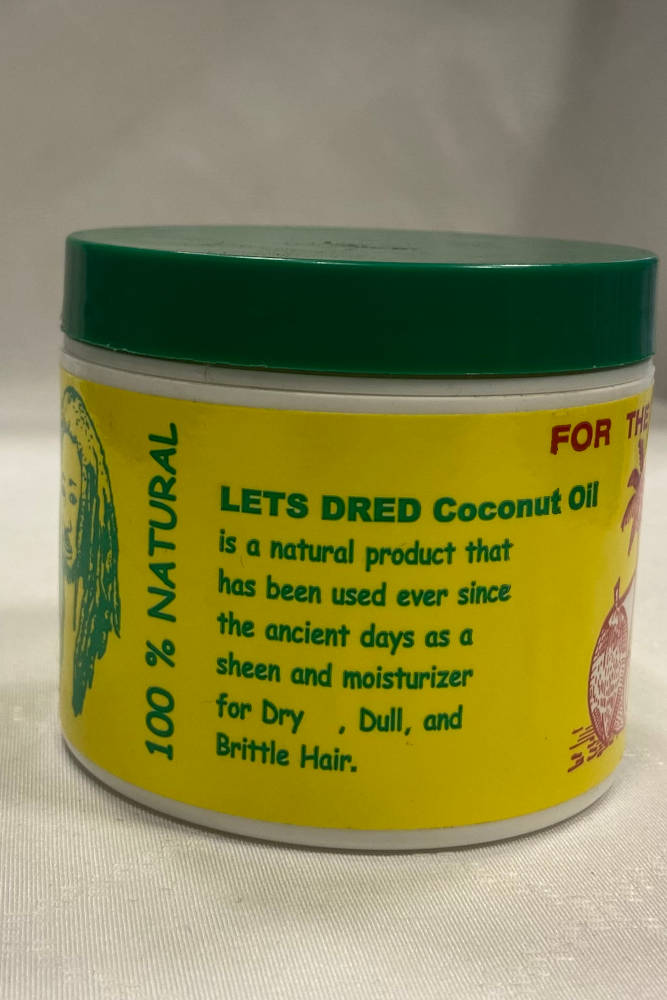 100 % NATURAL
FOR THE
LETS DRED Coconut Oil
is a natural product that
has been used ever since
the ancient days as a
sheen and moisturizer
for Dry , Dull, and
Brittle Hair.